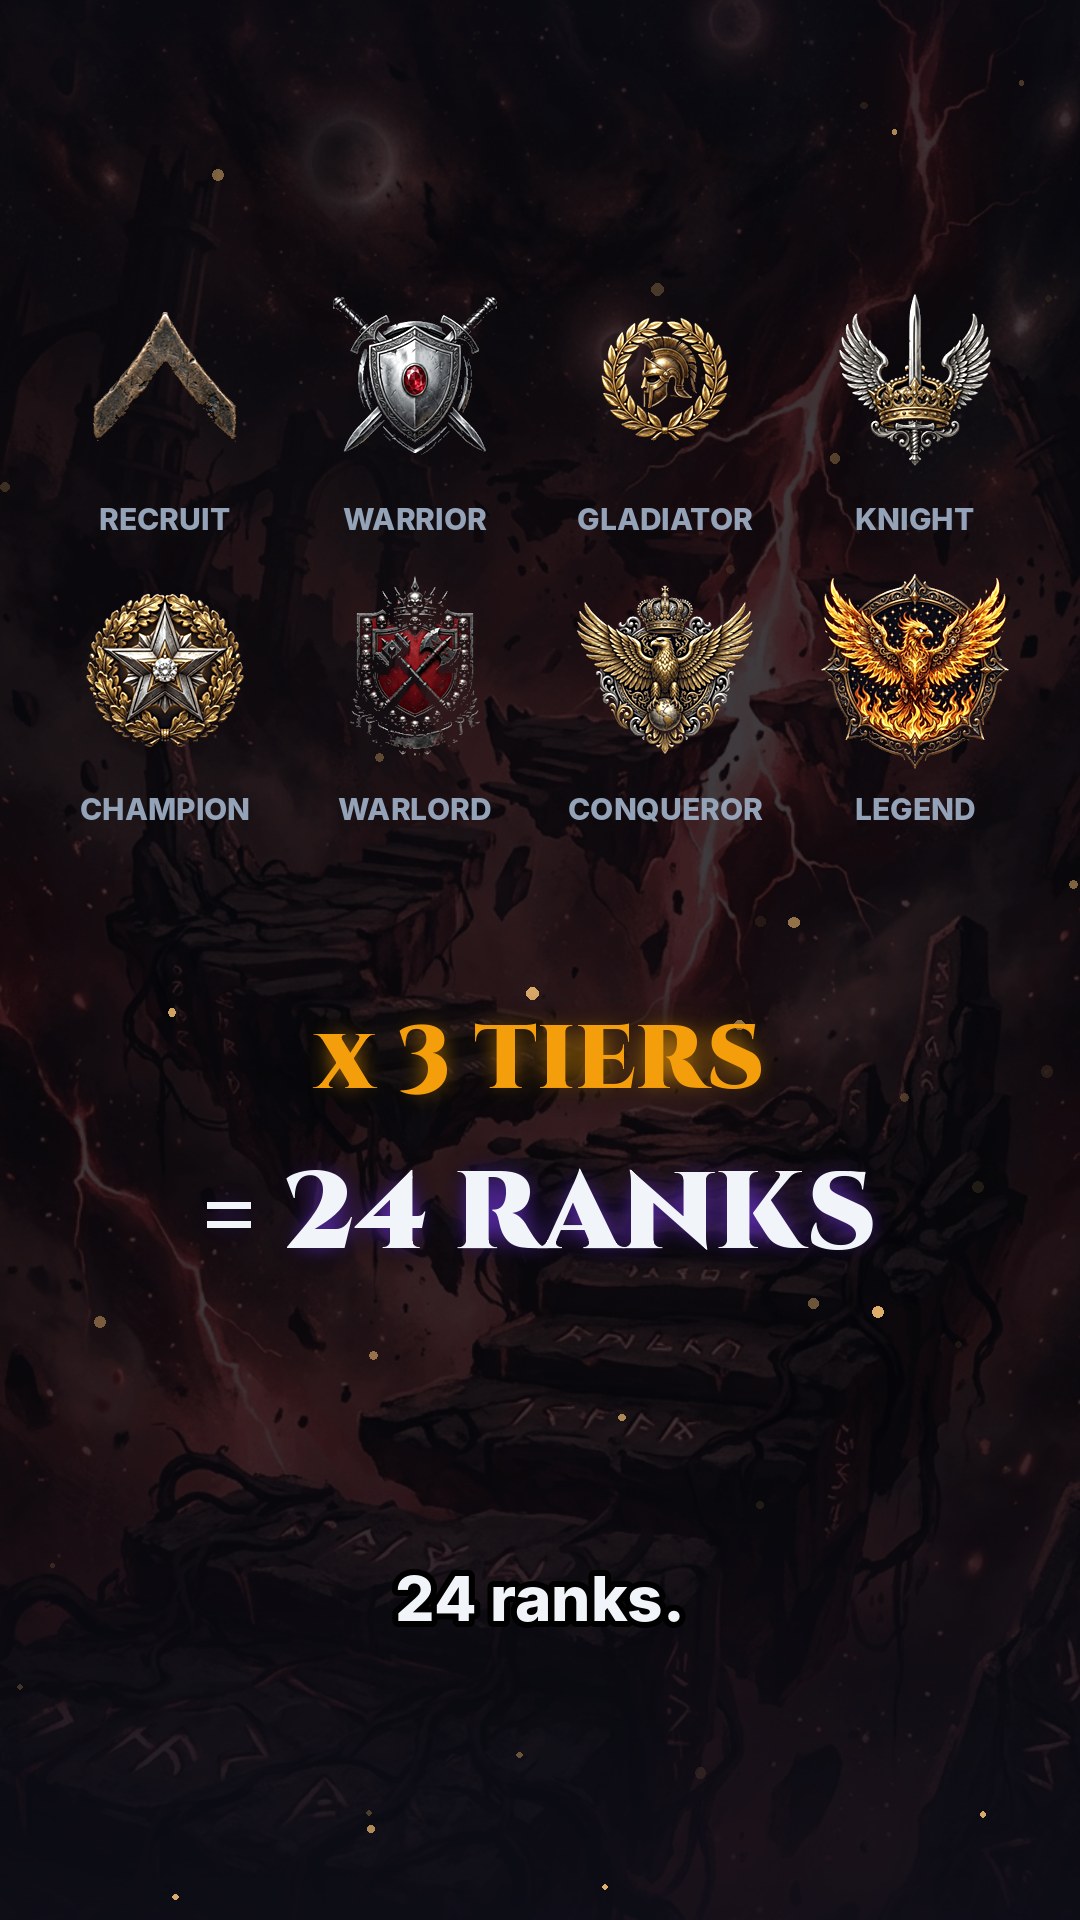 RECRUIT WARRIOR GLADIATOR KNIGHT
CHAMPION WARLORD CONQUEROR LEGEND
x 3 TIERS
= 24 RANKS
24 ranks.